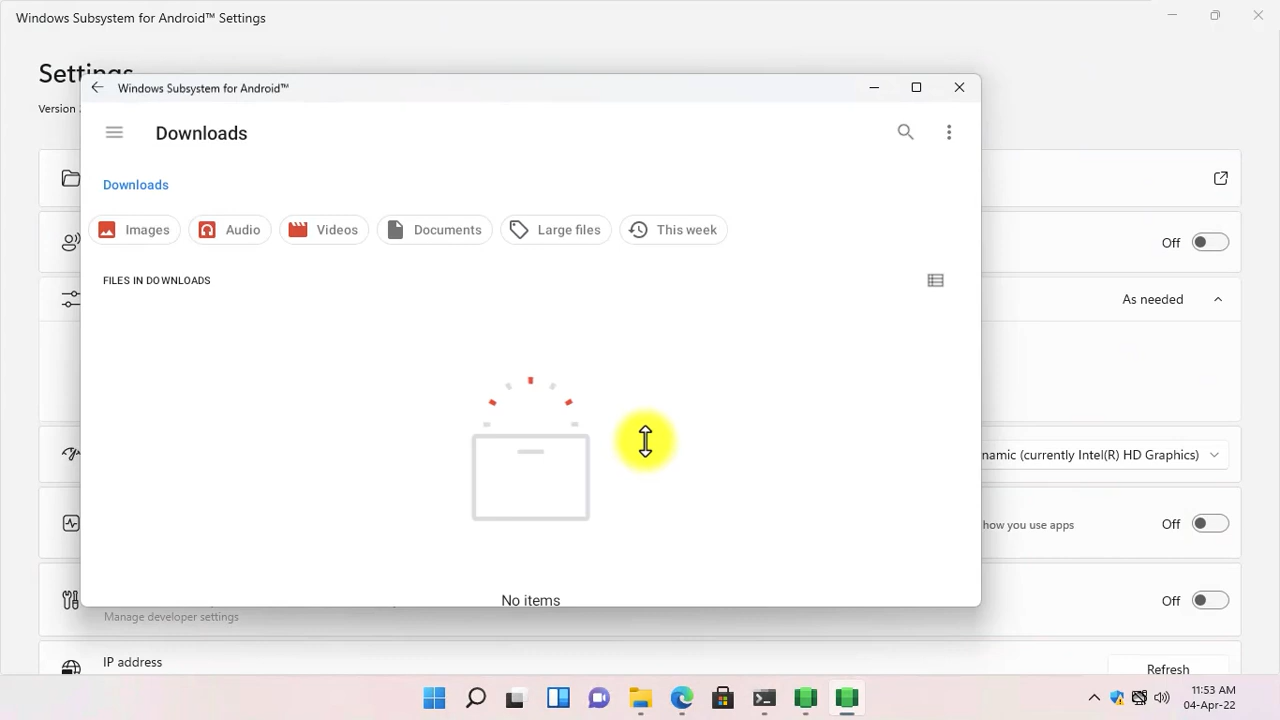 Windows Subsystem for Android™ Settings
Settings
Version
Windows Subsystem for Android™
Downloads
Downloads
Images
Audio
Videos
Documents
Large files
This week
FILES IN DOWNLOADS
No items
Off
As needed
(currently Intel(R) HD Graphics)
how you use apps
Off
Off
Manage developer settings
IP address
Refresh
11:53 AM
04-Apr-22